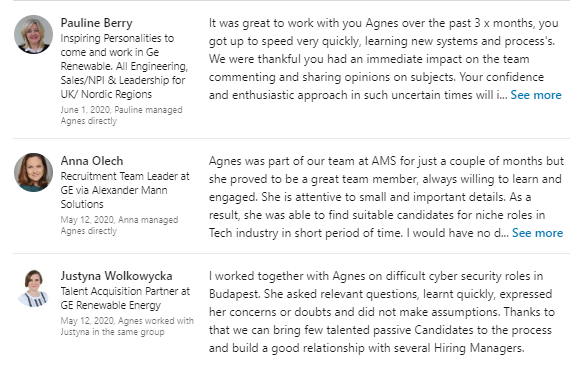 Pauline Berry
Inspiring Personalities to
come and work in Ge
Renewable. All Engineering,
Sales/NPI & Leadership for
UK/ Nordic Regions
June 1, 2020, Pauline managed
Agnes directly
It was great to work with you Agnes over the past 3 x months, you
got up to speed very quickly, learning new systems and process's.
We were thankful you had an immediate impact on the team
commenting and sharing opinions on subjects. Your confidence
and enthusiastic approach in such uncertain times will i... See more
Anna Olech
Recruitment Team Leader at
GE via Alexander Mann
Solutions
May 12, 2020, Anna managed
Agnes directly
Agnes was part of our team at AMS for just a couple of months but
she proved to be a great team member, always willing to learn and
engaged. She is attentive to small and important details. As a
result, she was able to find suitable candidates for niche roles in
Tech industry in short period of time. I would have no d... See more
Justyna Wolkowycka
Talent Acquisition Partner at
GE Renewable Energy
May 12, 2020, Agnes worked with
Justyna in the same group
I worked together with Agnes on difficult cyber security roles in
Budapest. She asked relevant questions, learnt quickly, expressed
her concerns or doubts and did not make assumptions. Thanks to
that we can bring few talented passive Candidates to the process
and build a good relationship with several Hiring Managers.